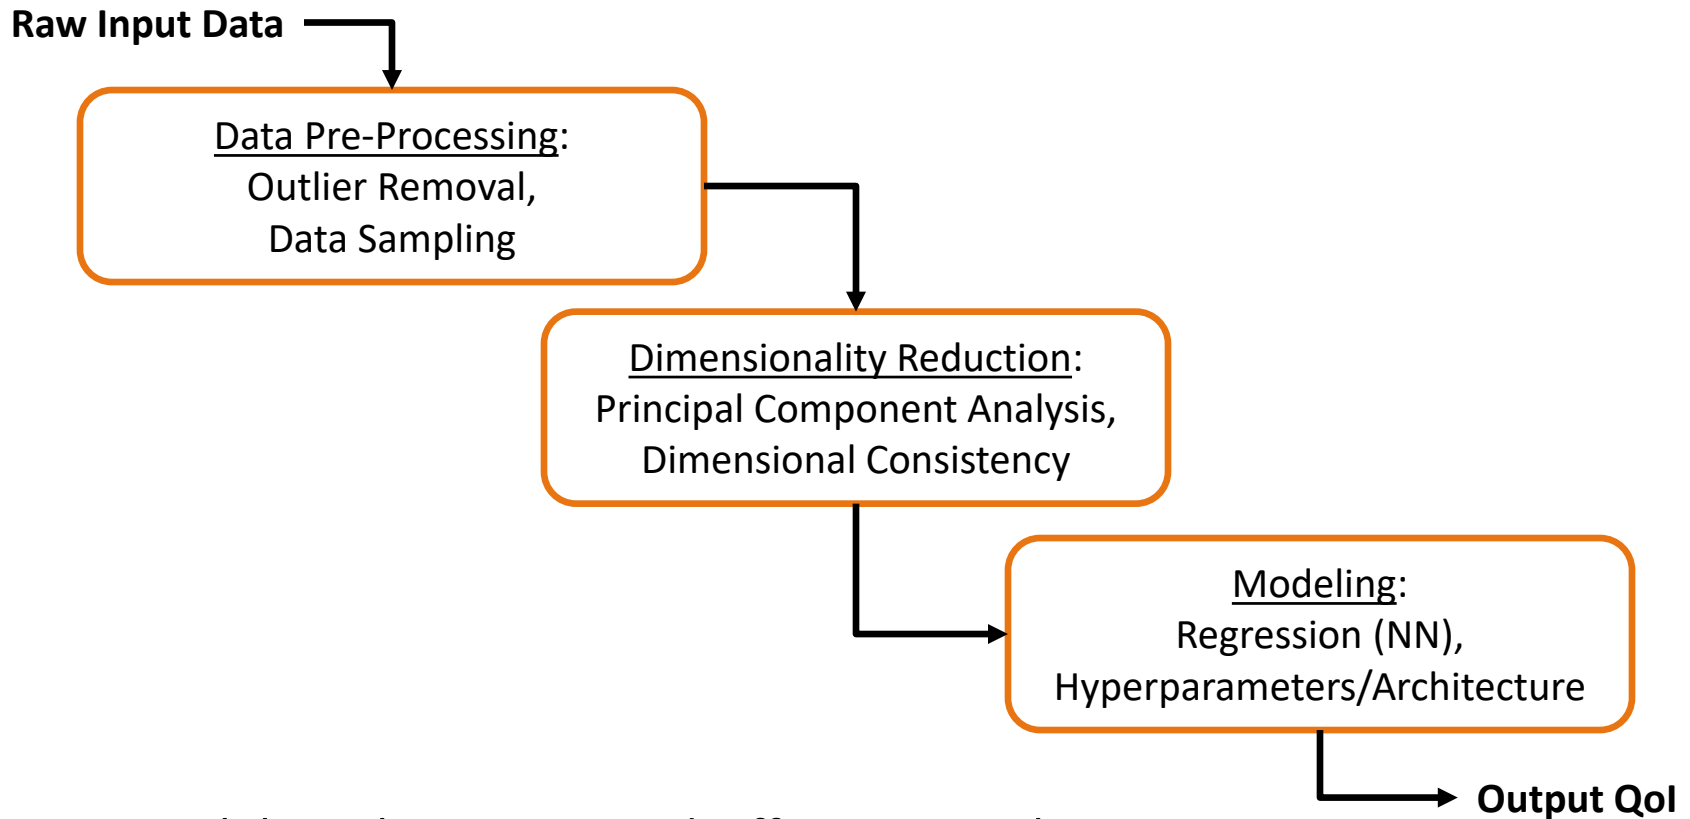 Raw Input Data
Data Pre-Processing:
Outlier Removal,
Data Sampling
Dimensionality Reduction:
Principal Component Analysis,
Dimensional Consistency
Modeling:
Regression (NN),
Hyperparameters/Architecture
Output QoI